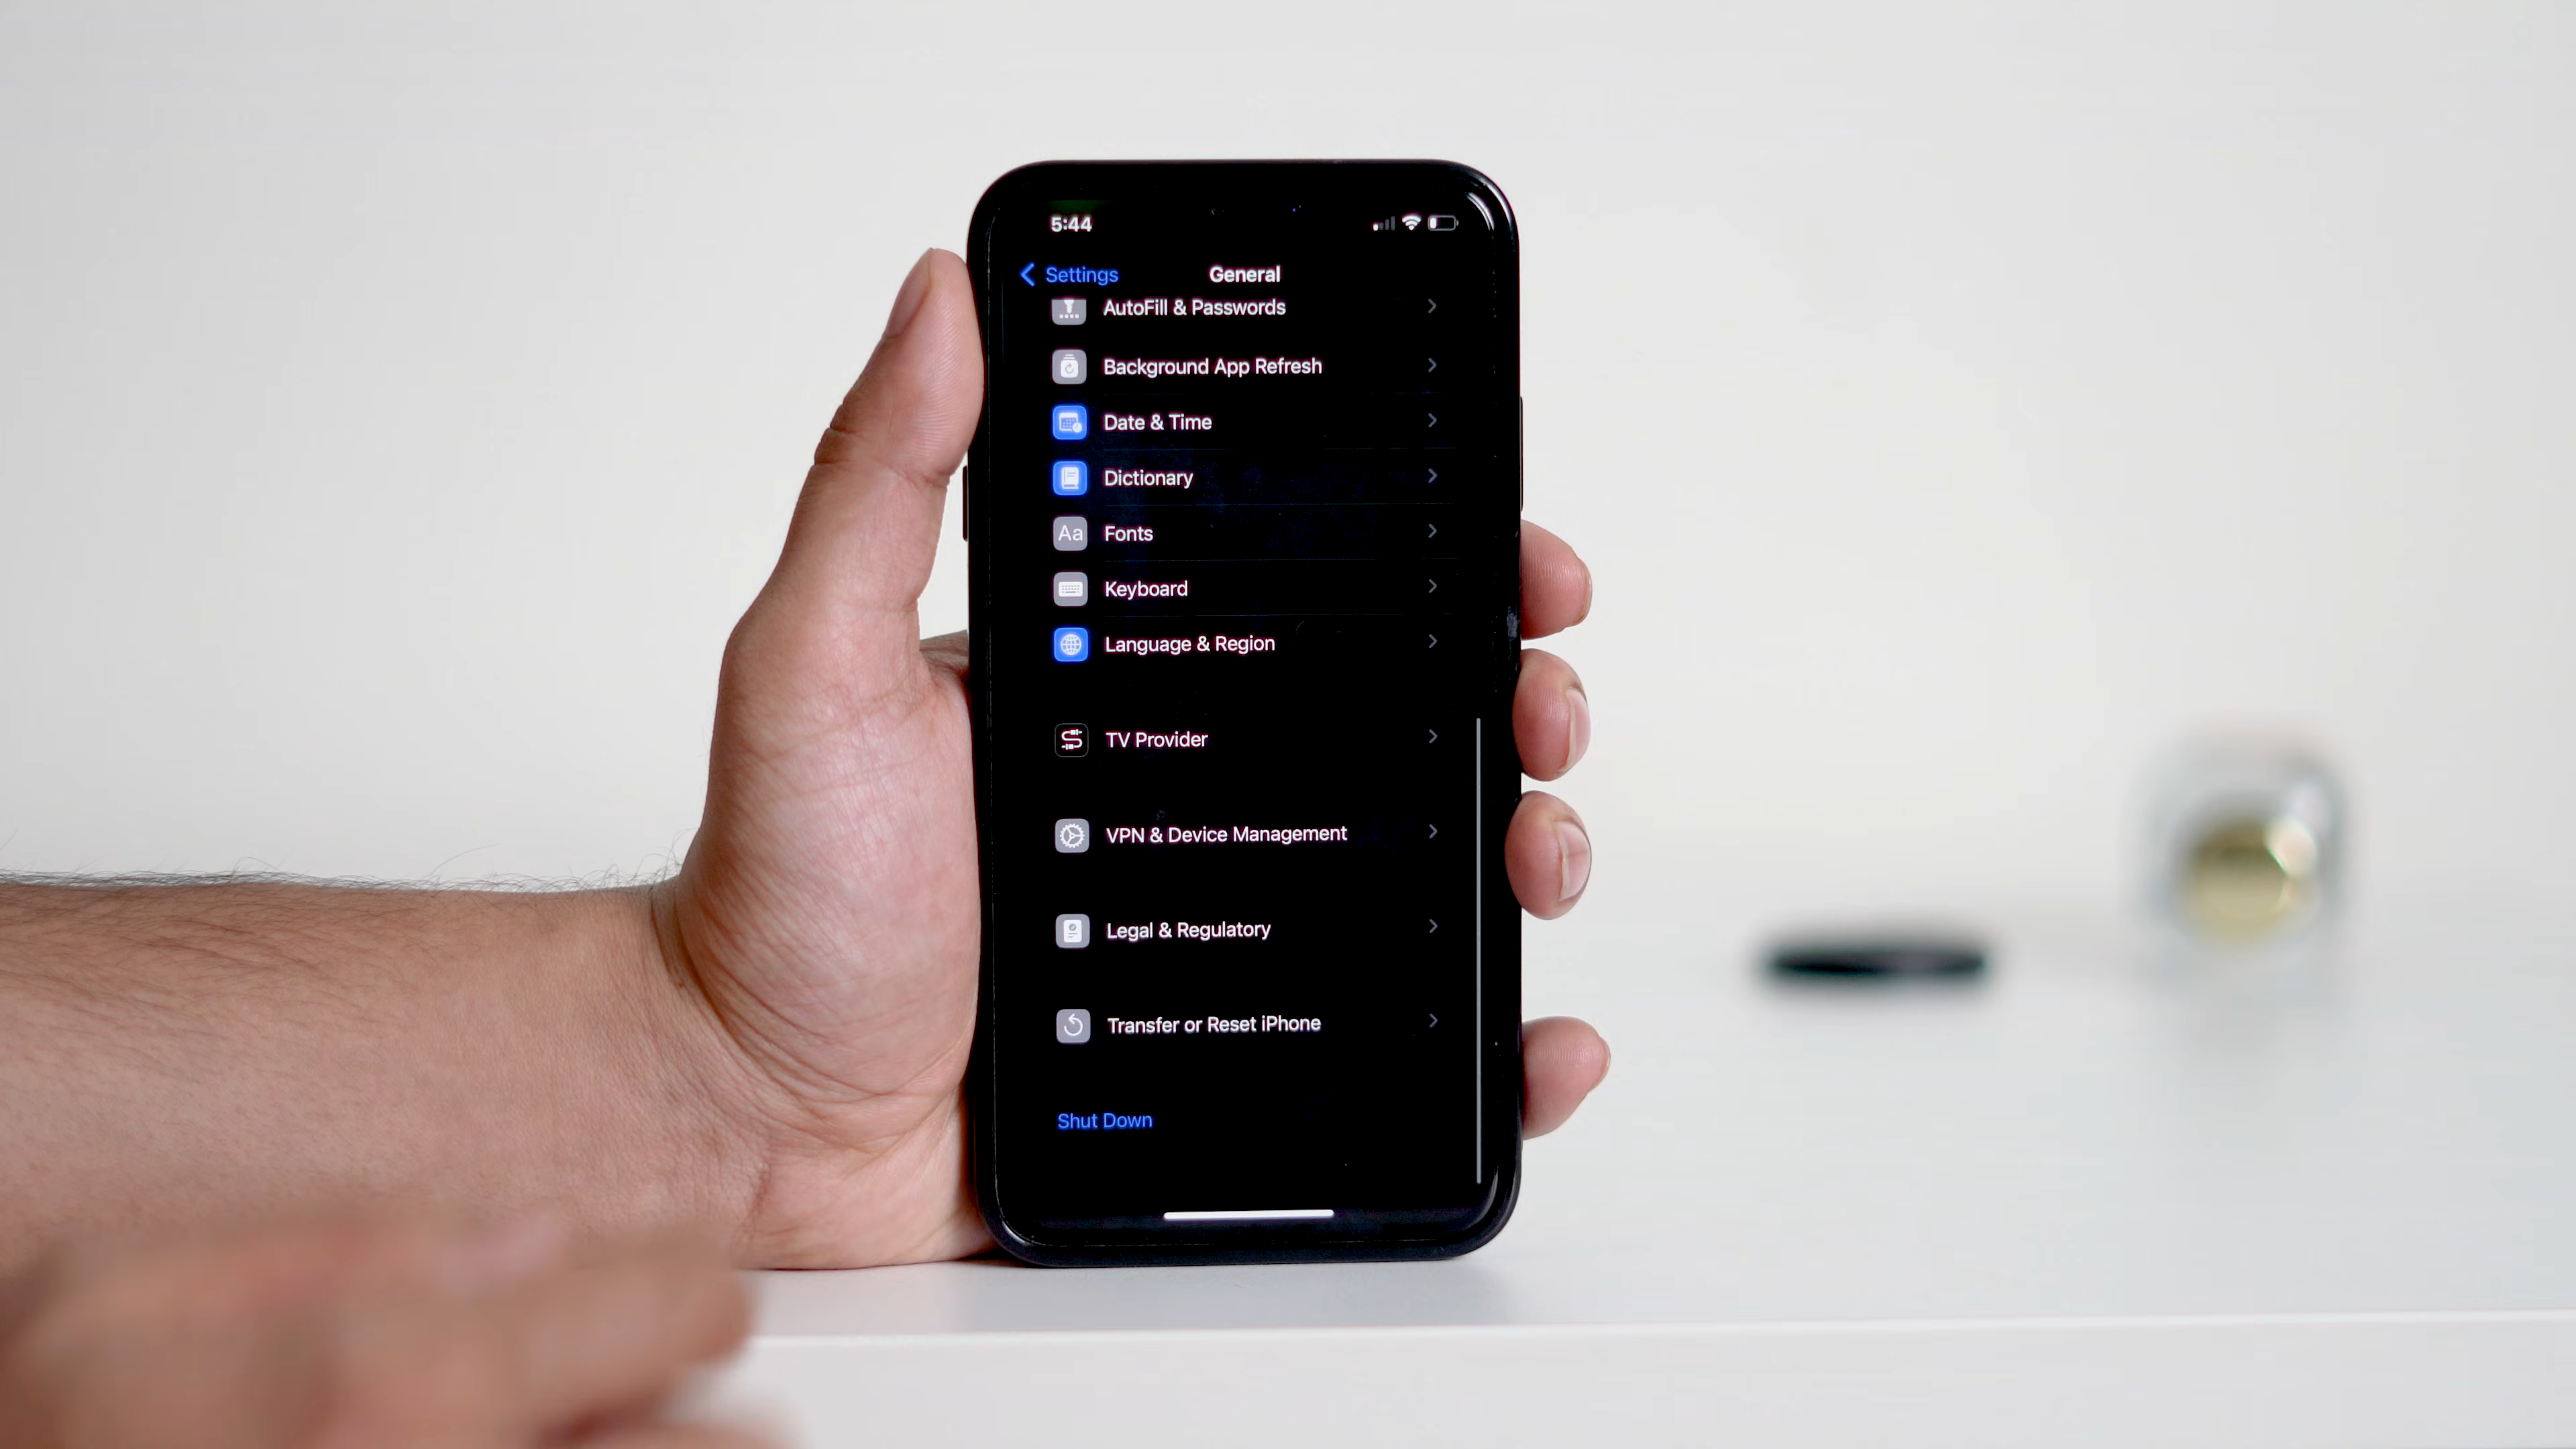 5:44
Settings
General
AutoFill & Passwords
Background App Refresh
Date & Time
Dictionary
Aa Fonts
Keyboard
Language & Region
TV Provider
VPN & Device Management
Legal & Regulatory
Transfer or Reset iPhone
Shut Down